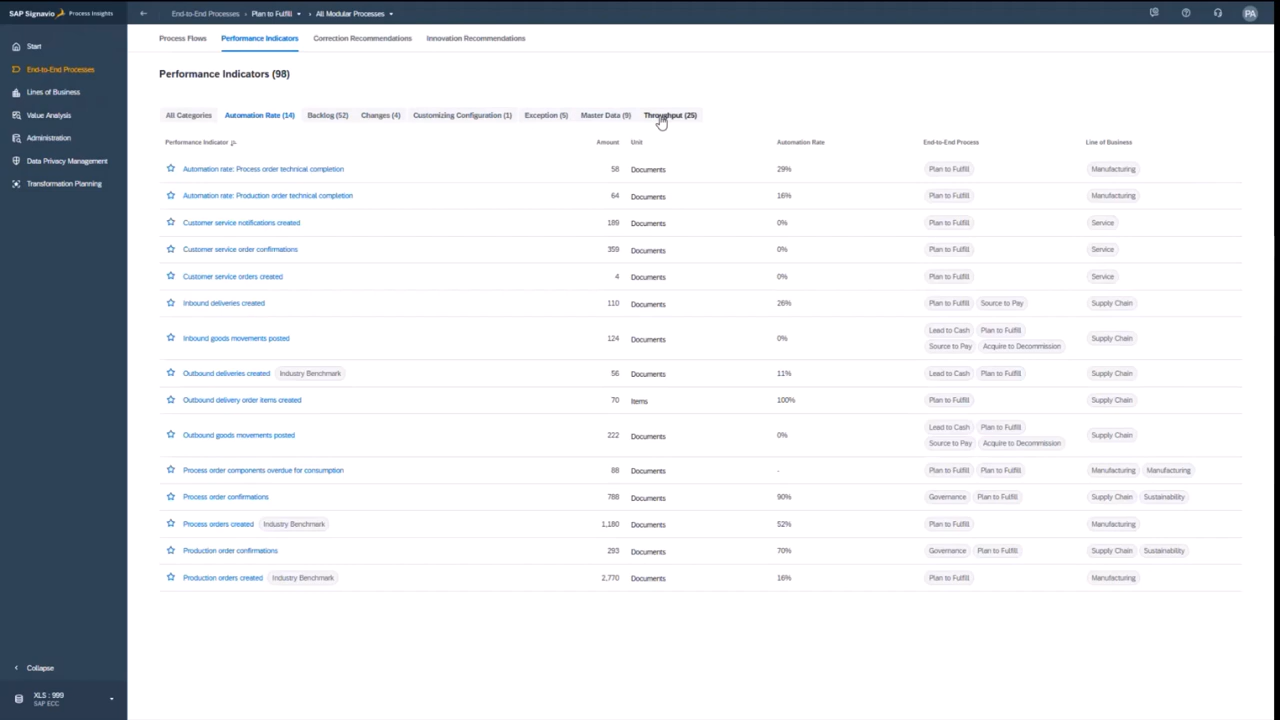 SAP Signavio Process Insights
End-to-End Processes › Plan to Fulfill › All Modular Processes
PA
Start
End-to-End Processes
Lines of Business
Value Analysis
Administration
Data Privacy Management
Transformation Planning
Collapse
XLS : 999
SAP ECC
Process Flows Performance Indicators Correction Recommendations Innovation Recommendations
Performance Indicators (98)
All Categories Automation Rate (14) Backlog (52) Changes (4) Customizing Configuration (1) Exception (5) Master Data (9) Throughput (25)
Performance Indicator Amount Unit Automation Rate End-to-End Process Line of Business
Automation rate: Process order technical completion 58 Documents 29% Plan to Fulfill Manufacturing
Automation rate: Production order technical completion 64 Documents 16% Plan to Fulfill Manufacturing
Customer service notifications created 189 Documents 0% Plan to Fulfill Service
Customer service order confirmations 359 Documents 0% Plan to Fulfill Service
Customer service orders created 4 Documents 0% Plan to Fulfill Service
Inbound deliveries created 110 Documents 26% Plan to Fulfill Source to Pay Supply Chain
Inbound goods movements posted 124 Documents 0% Lead to Cash Plan to Fulfill Supply Chain
Source to Pay Acquire to Decommission
Outbound deliveries created Industry Benchmark 56 Documents 11% Lead to Cash Plan to Fulfill Supply Chain
Outbound delivery order items created 70 Items 100% Plan to Fulfill Supply Chain
Outbound goods movements posted 222 Documents 0% Lead to Cash Plan to Fulfill Supply Chain
Source to Pay Acquire to Decommission
Process order components overdue for consumption 88 Documents - Plan to Fulfill Plan to Fulfill Manufacturing Manufacturing
Process order confirmations 788 Documents 90% Governance Plan to Fulfill Supply Chain Sustainability
Process orders created Industry Benchmark 1,180 Documents 52% Plan to Fulfill Manufacturing
Production order confirmations 293 Documents 70% Governance Plan to Fulfill Supply Chain Sustainability
Production orders created Industry Benchmark 2,770 Documents 16% Plan to Fulfill Manufacturing